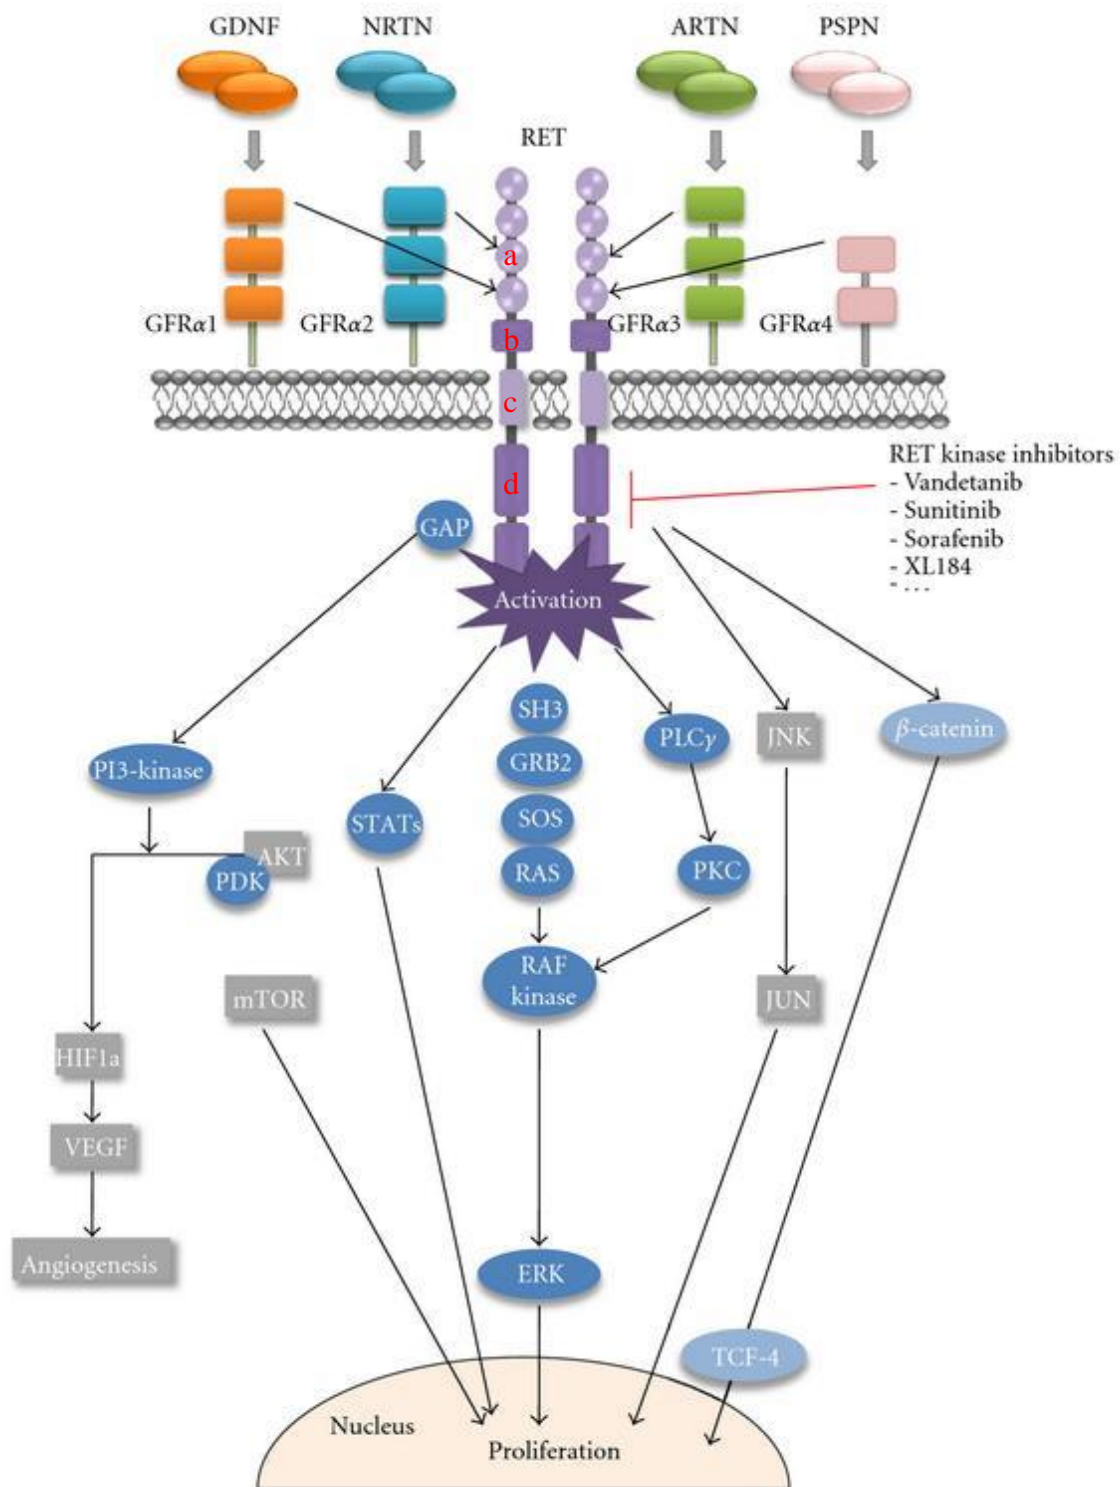 GDNF
NRTN
ARTN
PSPN
RET
a
GFRα1
GFRα2
b
GFRα3
GFRα4
c
RET kinase inhibitors
- Vandetanib
- Sunitinib
- Sorafenib
- XL184
- ...
d
GAP
Activation
SH3
PLCγ
JNK
β-catenin
PI3-kinase
GRB2
STATs
SOS
AKT
PDK
RAS
PKC
RAF
kinase
mTOR
JUN
HIF1a
VEGF
Angiogenesis
ERK
TCF-4
Nucleus
Proliferation